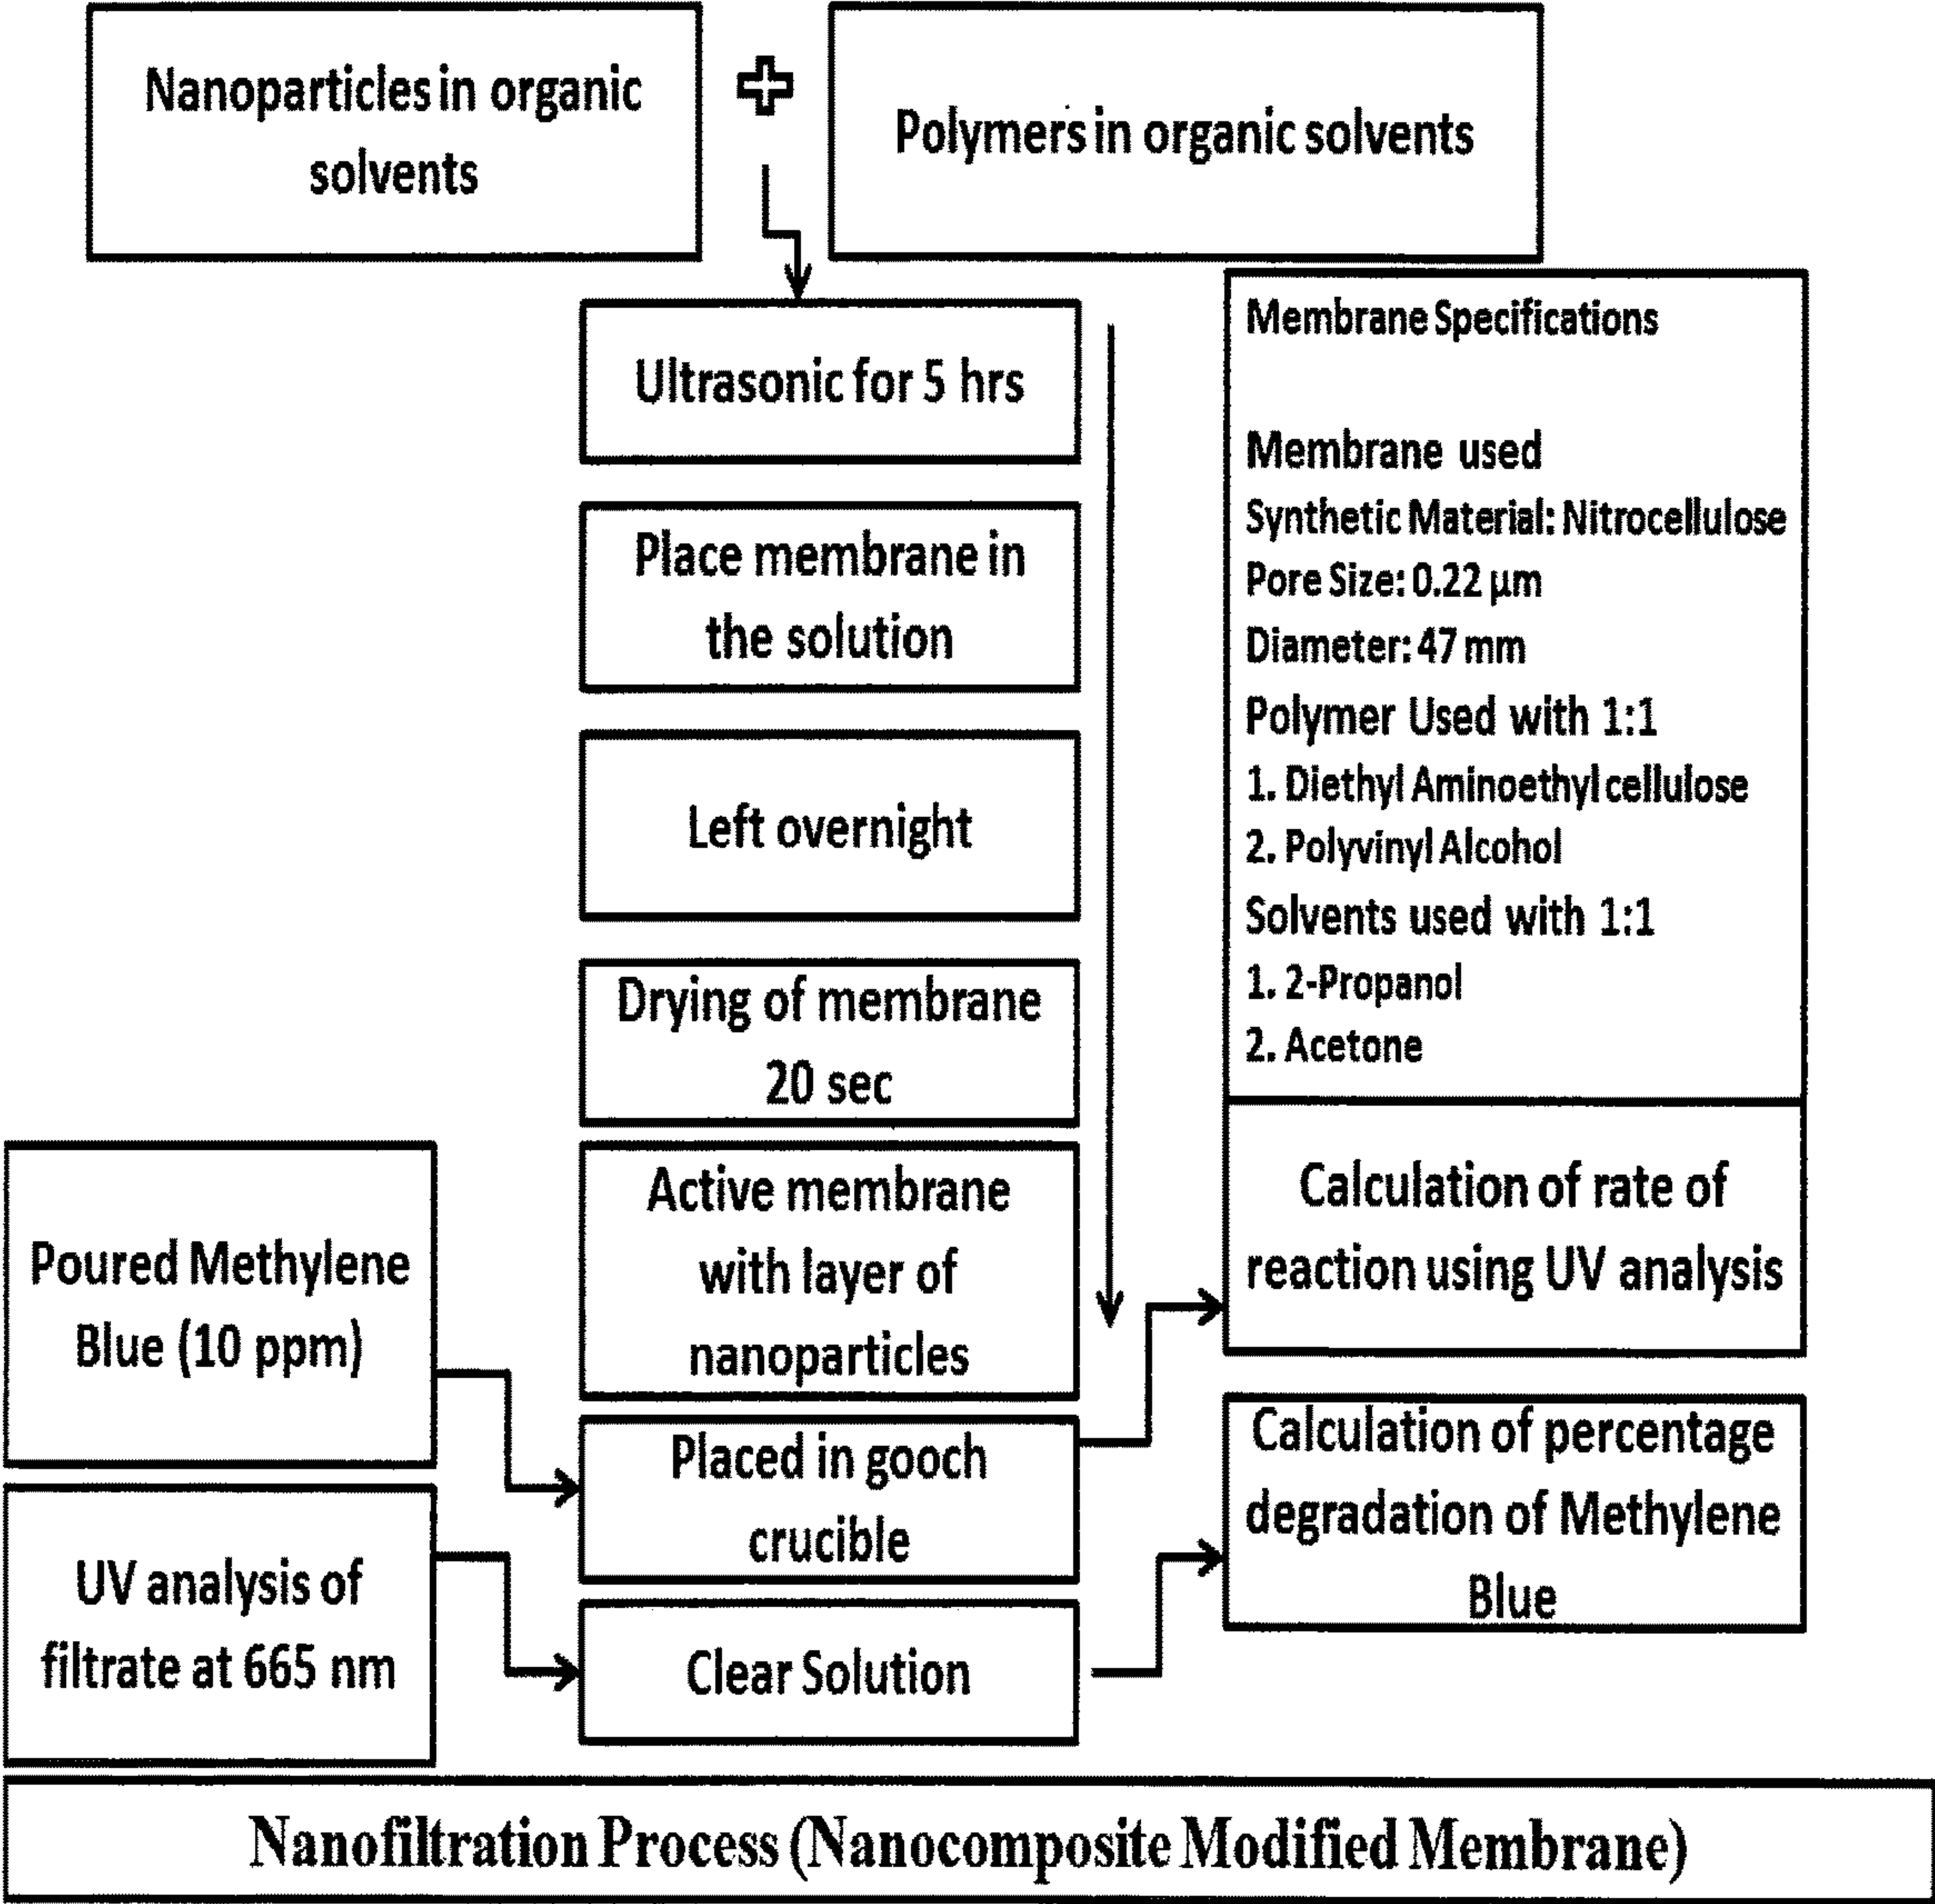 Nanoparticles in organic
solvents
Polymers in organic solvents
Ultrasonic for 5 hrs
Place membrane in
the solution
Left overnight
Drying of membrane
20 sec
Active membrane
with layer of
nanoparticles
Placed in gooch
crucible
Clear Solution
Poured Methylene
Blue (10 ppm)
UV analysis of
filtrate at 665 nm
Membrane Specifications
Membrane used
Synthetic Material: Nitrocellulose
Pore Size: 0.22 µm
Diameter: 47 mm
Polymer Used with 1:1
1. Diethyl Aminoethyl cellulose
2. Polyvinyl Alcohol
Solvents used with 1:1
1. 2-Propanol
2. Acetone
Calculation of rate of
reaction using UV analysis
Calculation of percentage
degradation of Methylene
Blue
Nanofiltration Process (Nanocomposite Modified Membrane)